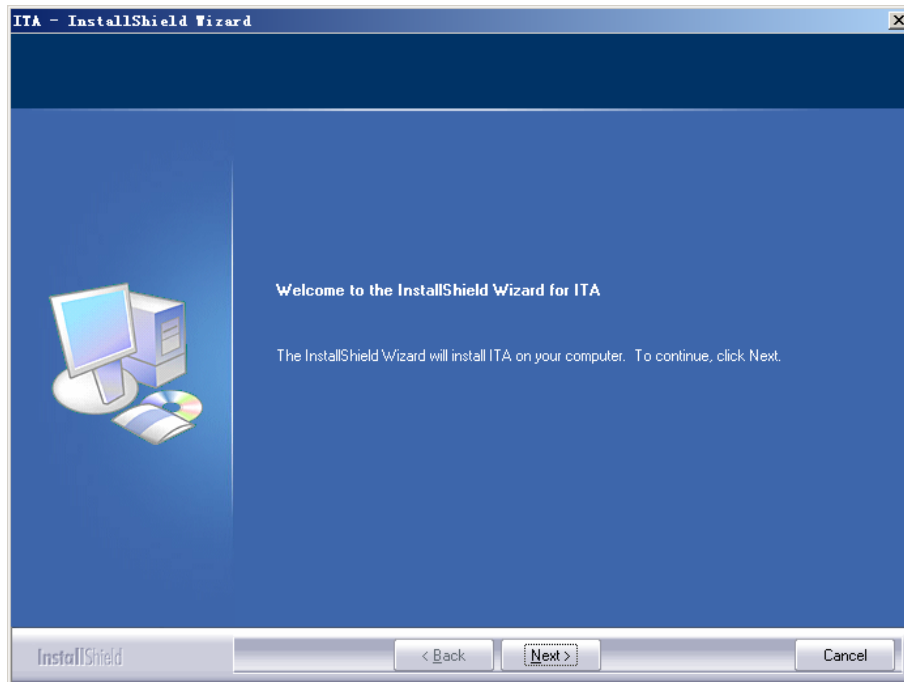 ITA - InstallShield Wizard
Welcome to the InstallShield Wizard for ITA
The InstallShield Wizard will install ITA on your computer. To continue, click Next.
InstallShield
< Back
Next >
Cancel